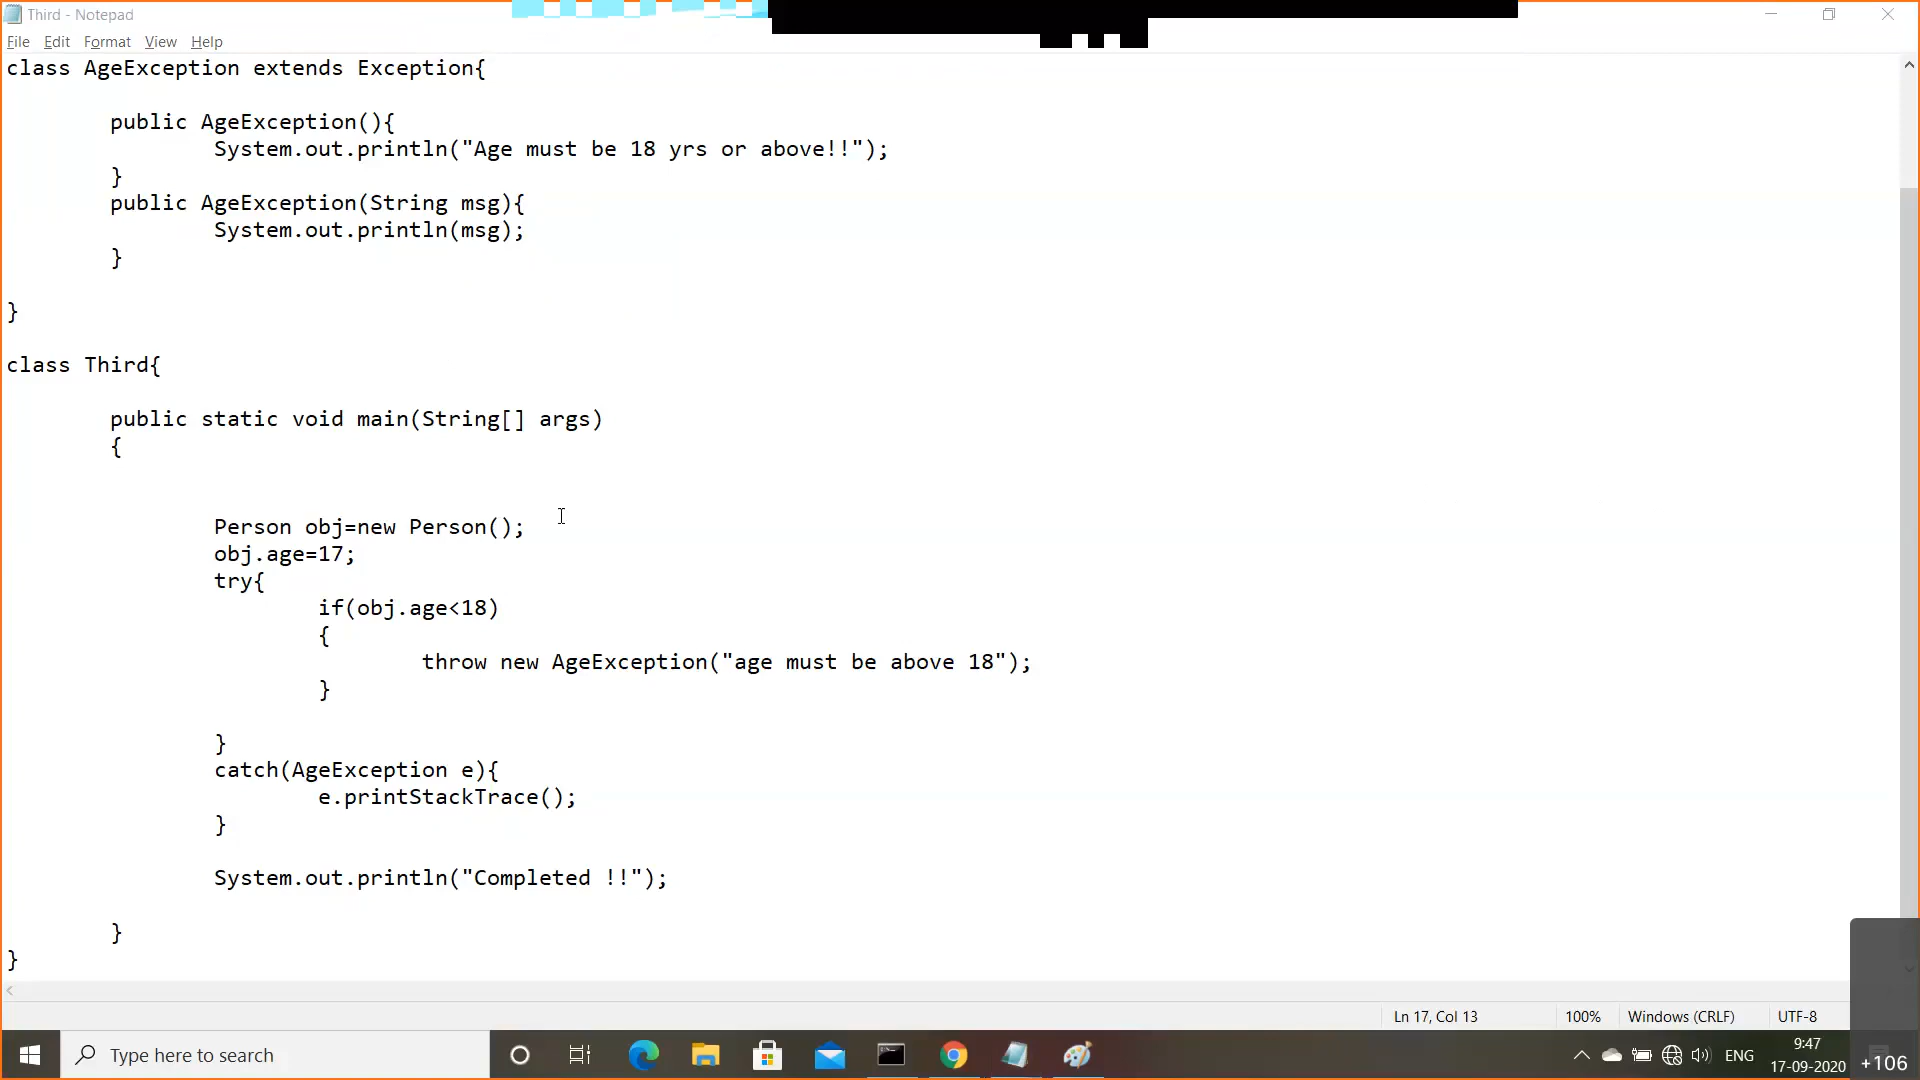 Third - Notepad
File Edit Format View Help
class AgeException extends Exception{
public AgeException(){
System.out.println("Age must be 18 yrs or above!!");
}
public AgeException(String msg){
System.out.println(msg);
}
}
class Third{
public static void main(String[] args)
{
Person obj=new Person();
obj.age=17;
try{
if(obj.age<18)
{
throw new AgeException("age must be above 18");
}
}
catch(AgeException e){
e.printStackTrace();
}
System.out.println("Completed !!");
}
}
Ln 17, Col 13 100% Windows (CRLF) UTF-8
Type here to search
ENG
9:47
17-09-2020
+106